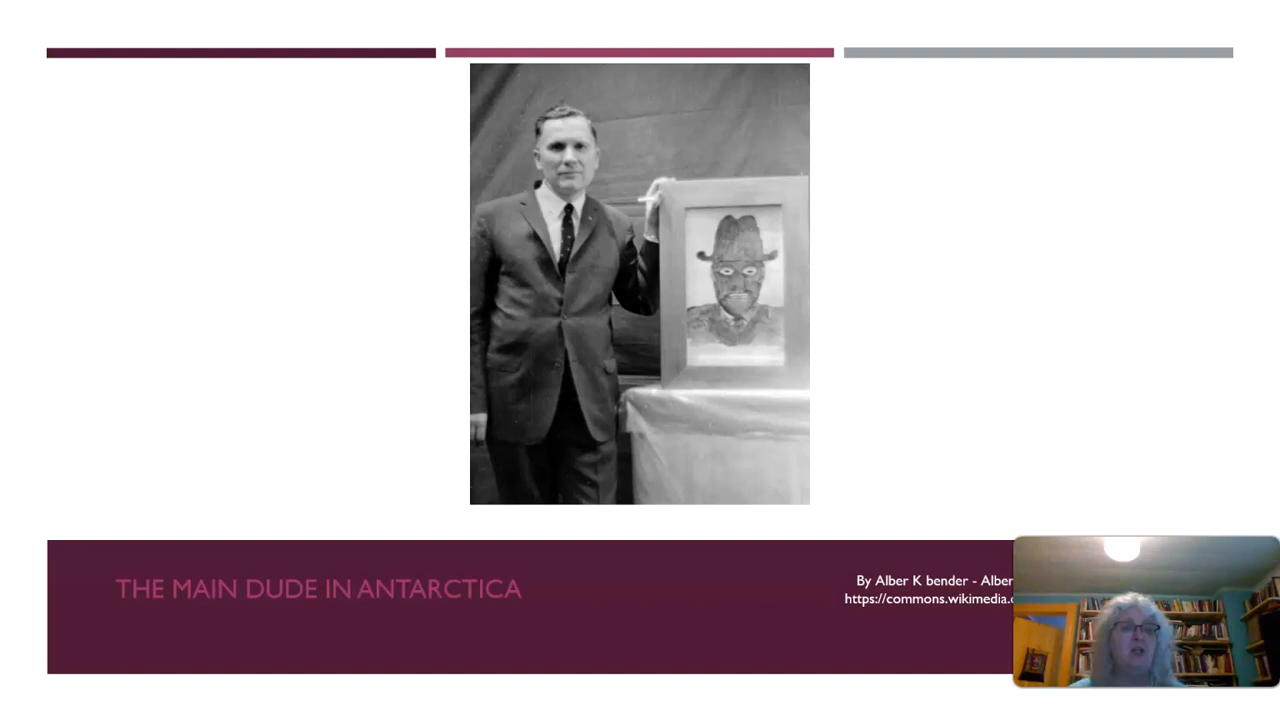 THE MAIN DUDE IN ANTARCTICA
By Alber K bender - Alber
https://commons.wikimedia.